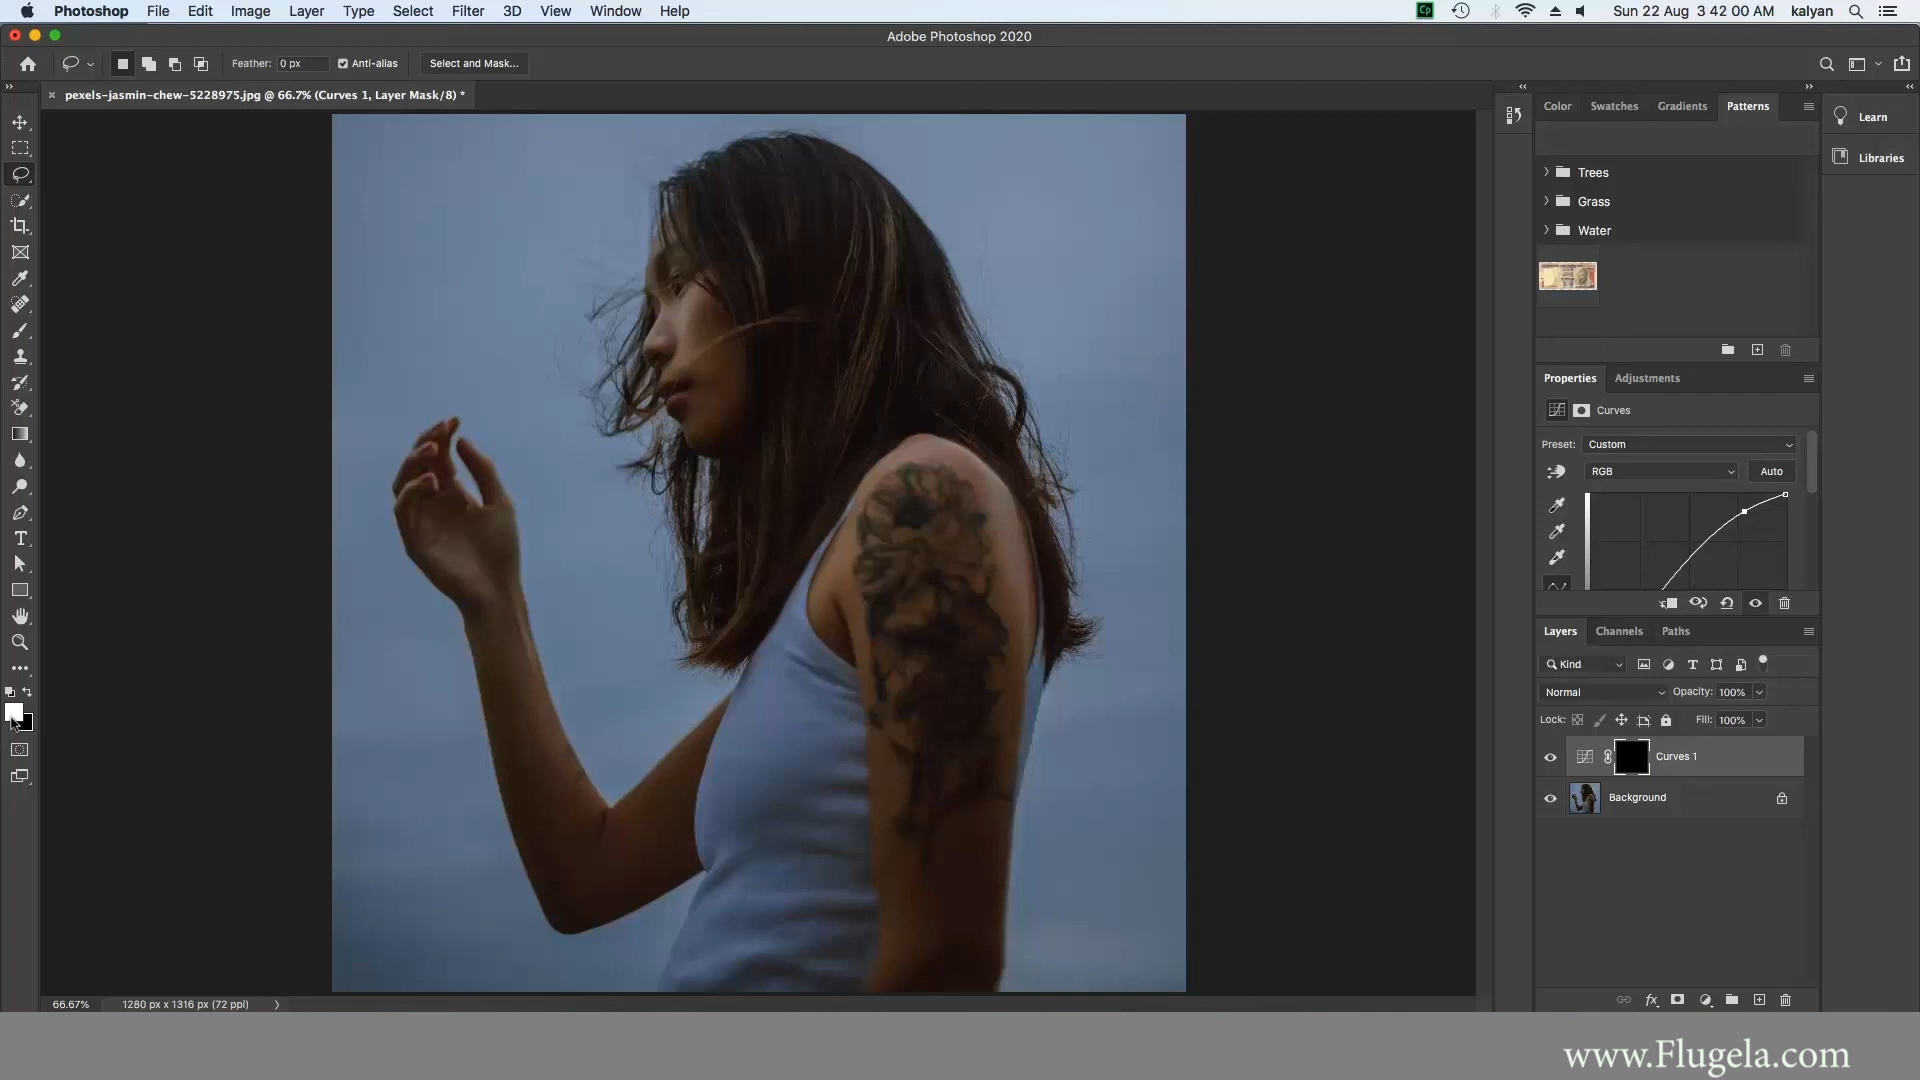 Photoshop File Edit Image Layer Type Select Filter 3D View Window Help
Cp Sun 22 Aug 3 42 00 AM kalyan
Adobe Photoshop 2020
Feather: 0 px Anti-alias Select and Mask...
pexels-jasmin-chew-5228975.jpg @ 66.7% (Curves 1, Layer Mask/8) *
Color Swatches Gradients Patterns
Learn
Libraries
Trees
Grass
Water
Properties Adjustments
Curves
Preset: Custom
RGB Auto
Layers Channels Paths
Kind
Normal Opacity: 100%
Lock: Fill: 100%
Curves 1
Background
66.67% 1280 px x 1316 px (72 ppi)
www.Flugela.com